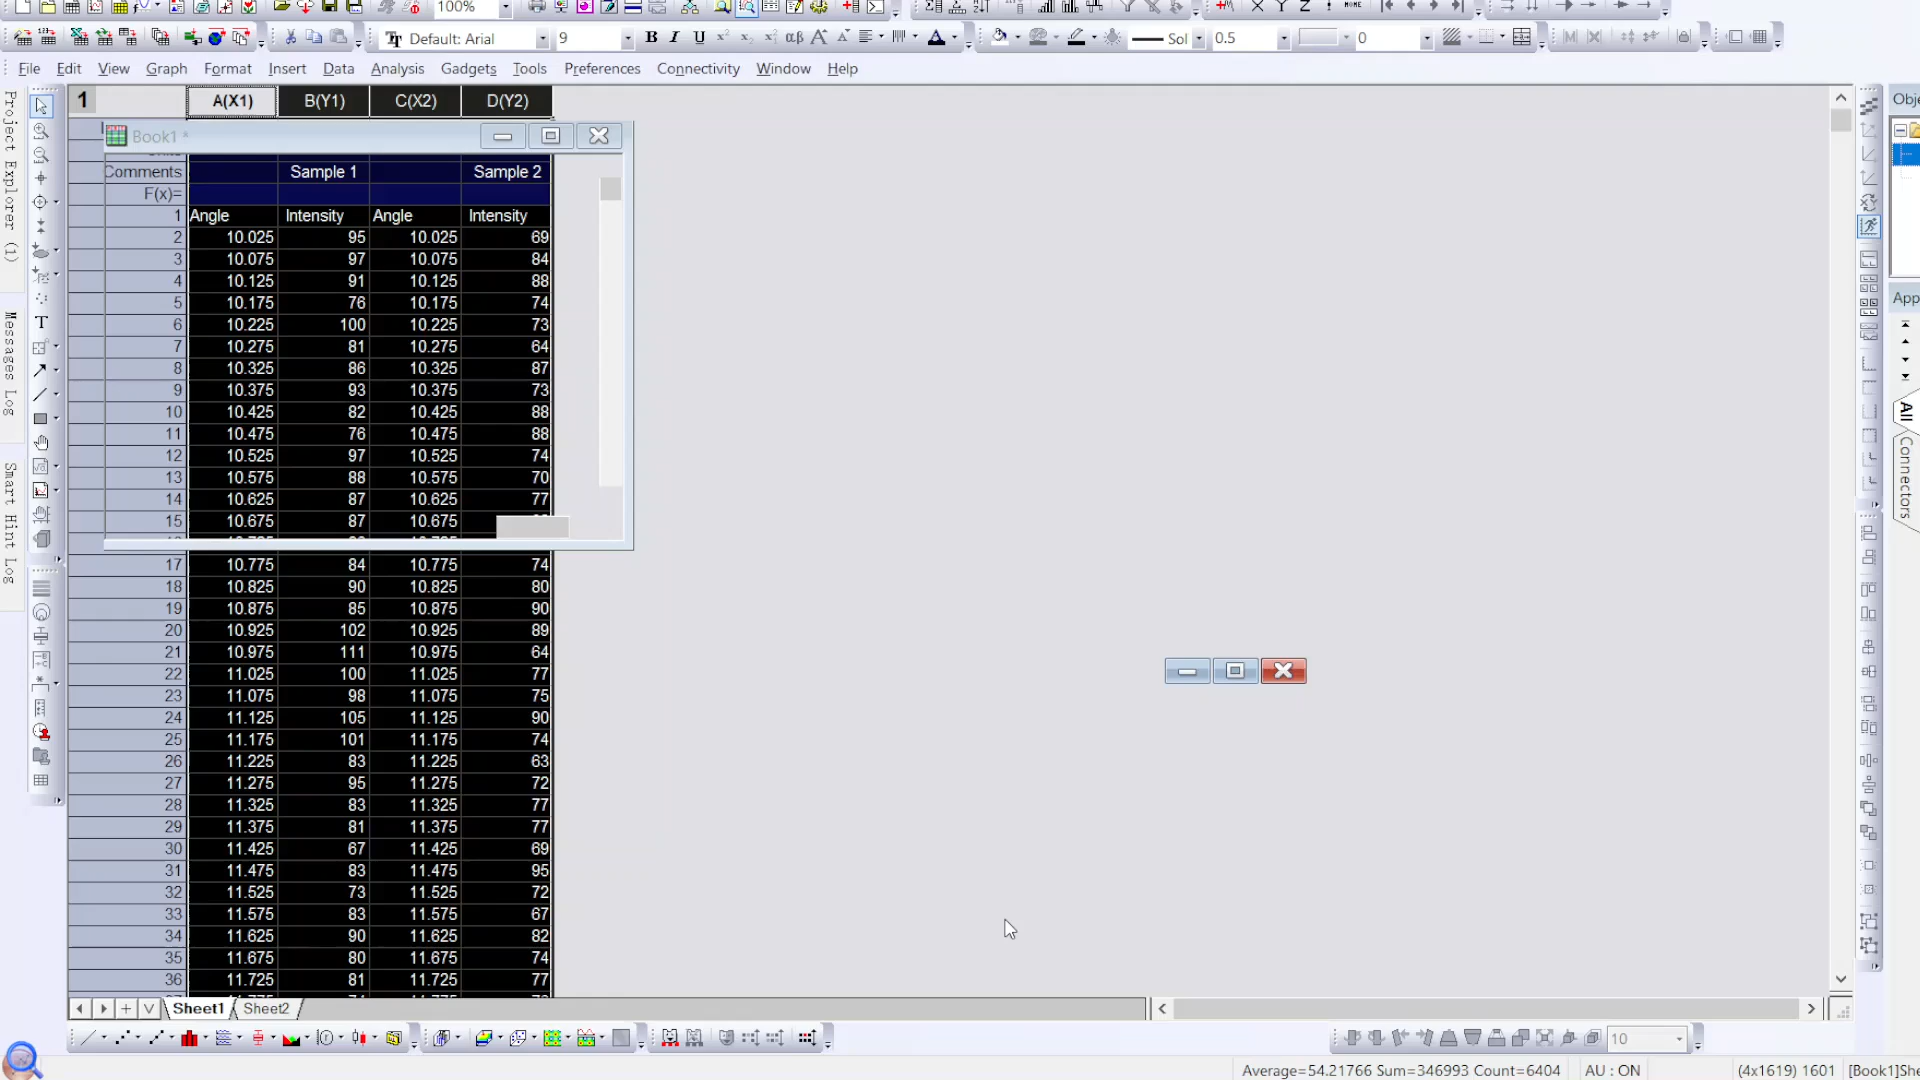 100%
Default: Arial 9 B I U x² x₂ αβ A Sol 0.5 0
File Edit View Graph Format Insert Data Analysis Gadgets Tools Preferences Connectivity Window Help
Project Explorer (1)
Messages Log
Smart Hint Log
Obje
App
All
Connectors
1 A(X1) B(Y1) C(X2) D(Y2)
Book1 *
Comments Sample 1 Sample 2
F(x)=
1 Angle Intensity Angle Intensity
2 10.025 95 10.025 69
3 10.075 97 10.075 84
4 10.125 91 10.125 88
5 10.175 76 10.175 74
6 10.225 100 10.225 73
7 10.275 81 10.275 64
8 10.325 86 10.325 87
9 10.375 93 10.375 73
10 10.425 82 10.425 88
11 10.475 76 10.475 88
12 10.525 97 10.525 74
13 10.575 88 10.575 70
14 10.625 87 10.625 77
15 10.675 87 10.675
17 10.775 84 10.775 74
18 10.825 90 10.825 80
19 10.875 85 10.875 90
20 10.925 102 10.925 89
21 10.975 111 10.975 64
22 11.025 100 11.025 77
23 11.075 98 11.075 75
24 11.125 105 11.125 90
25 11.175 101 11.175 74
26 11.225 83 11.225 63
27 11.275 95 11.275 72
28 11.325 83 11.325 77
29 11.375 81 11.375 77
30 11.425 67 11.425 69
31 11.475 83 11.475 95
32 11.525 73 11.525 72
33 11.575 83 11.575 67
34 11.625 90 11.625 82
35 11.675 80 11.675 74
36 11.725 81 11.725 77
Sheet1 Sheet2
10
Average=54.21766 Sum=346993 Count=6404 AU : ON (4x1619) 1601 [Book1]She